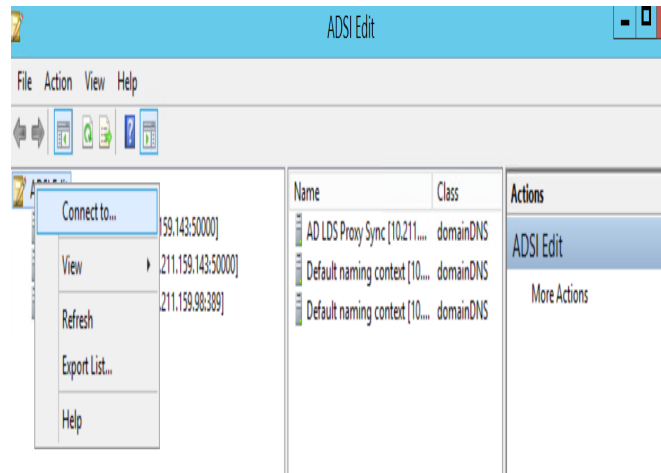 ADSI Edit
File Action View Help
Name Class Actions
Connect to...
159.143:50000]
AD LDS Proxy Sync [10.211.... domainDNS
ADSI Edit
View
.211.159.143:50000]
Default naming context [10.... domainDNS
More Actions
.211.159.98:389]
Default naming context [10.... domainDNS
Refresh
Export List...
Help